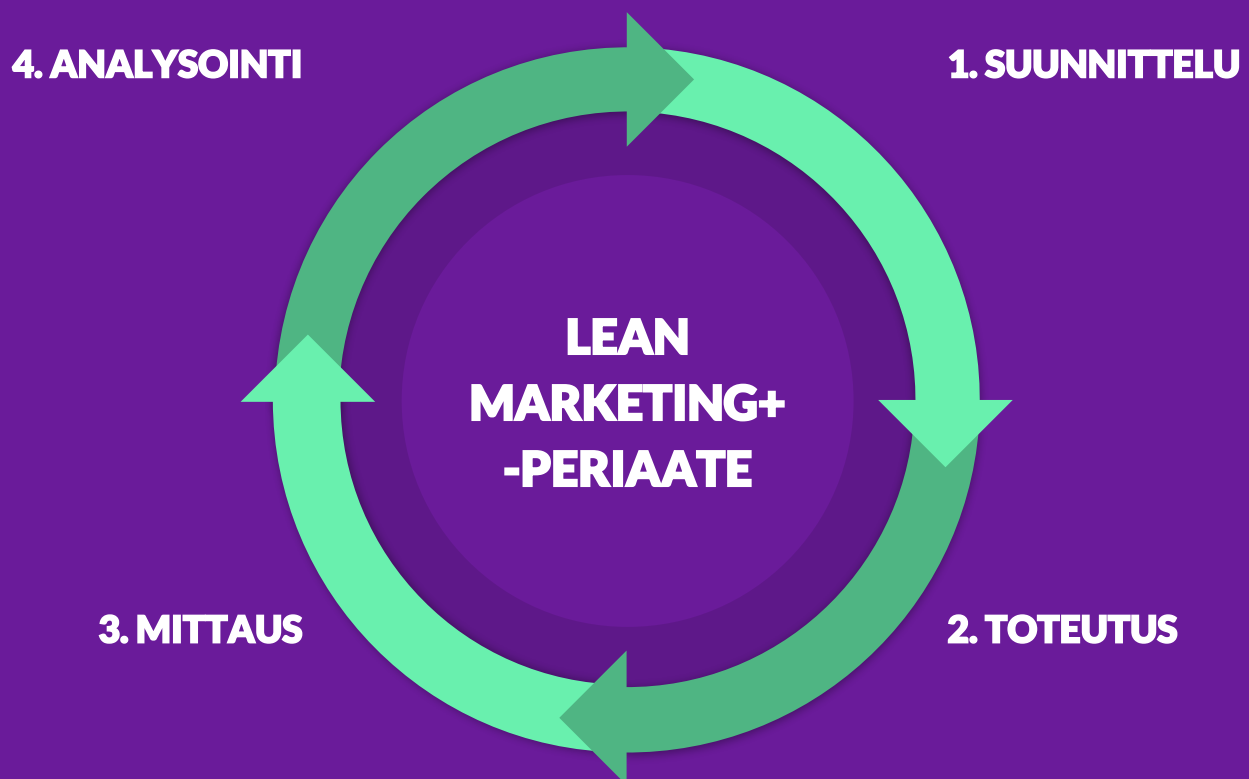 4. ANALYSOINTI
1. SUUNNITTELU
LEAN
MARKETING+
-PERIAATE
3. MITTAUS
2. TOTEUTUS